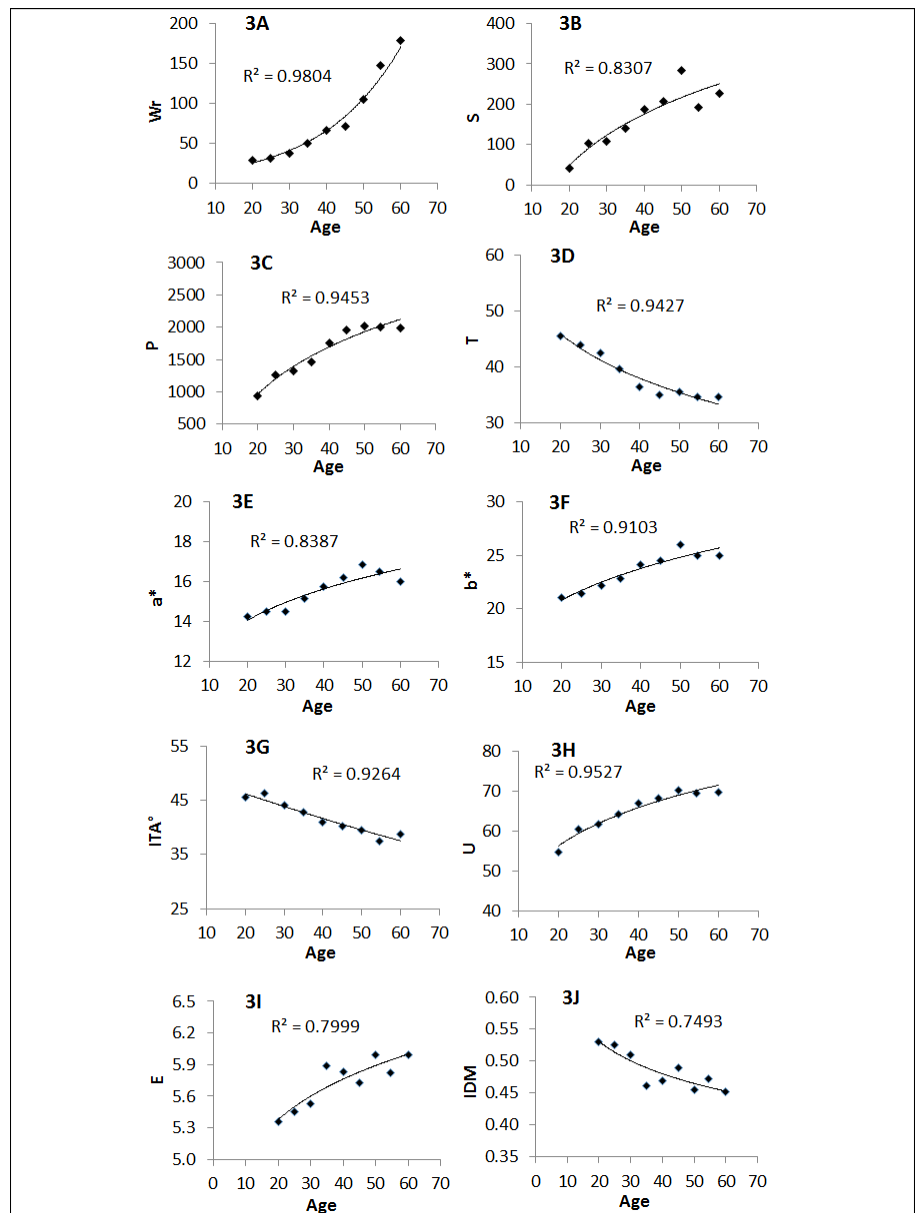 3A
R² = 0.9804
Wr
200
150
100
50
0
10 20 30 40 50 60 70
Age
3B
R² = 0.8307
S
400
300
200
100
0
10 20 30 40 50 60 70
Age
3C
R² = 0.9453
P
3000
2500
2000
1500
1000
500
10 20 30 40 50 60 70
Age
3D
R² = 0.9427
T
60
50
40
30
10 20 30 40 50 60 70
Age
3E
R² = 0.8387
a*
20
18
16
14
12
10 20 30 40 50 60 70
Age
3F
R² = 0.9103
b*
30
25
20
15
10 20 30 40 50 60 70
Age
3G
R² = 0.9264
ITA°
55
45
35
25
10 20 30 40 50 60 70
Age
3H
R² = 0.9527
U
80
70
60
50
40
10 20 30 40 50 60 70
Age
3I
R² = 0.7999
E
6.5
6.2
5.9
5.6
5.3
5.0
0 10 20 30 40 50 60 70
Age
3J
R² = 0.7493
IDM
0.60
0.55
0.50
0.45
0.40
0.35
0 10 20 30 40 50 60 70
Age